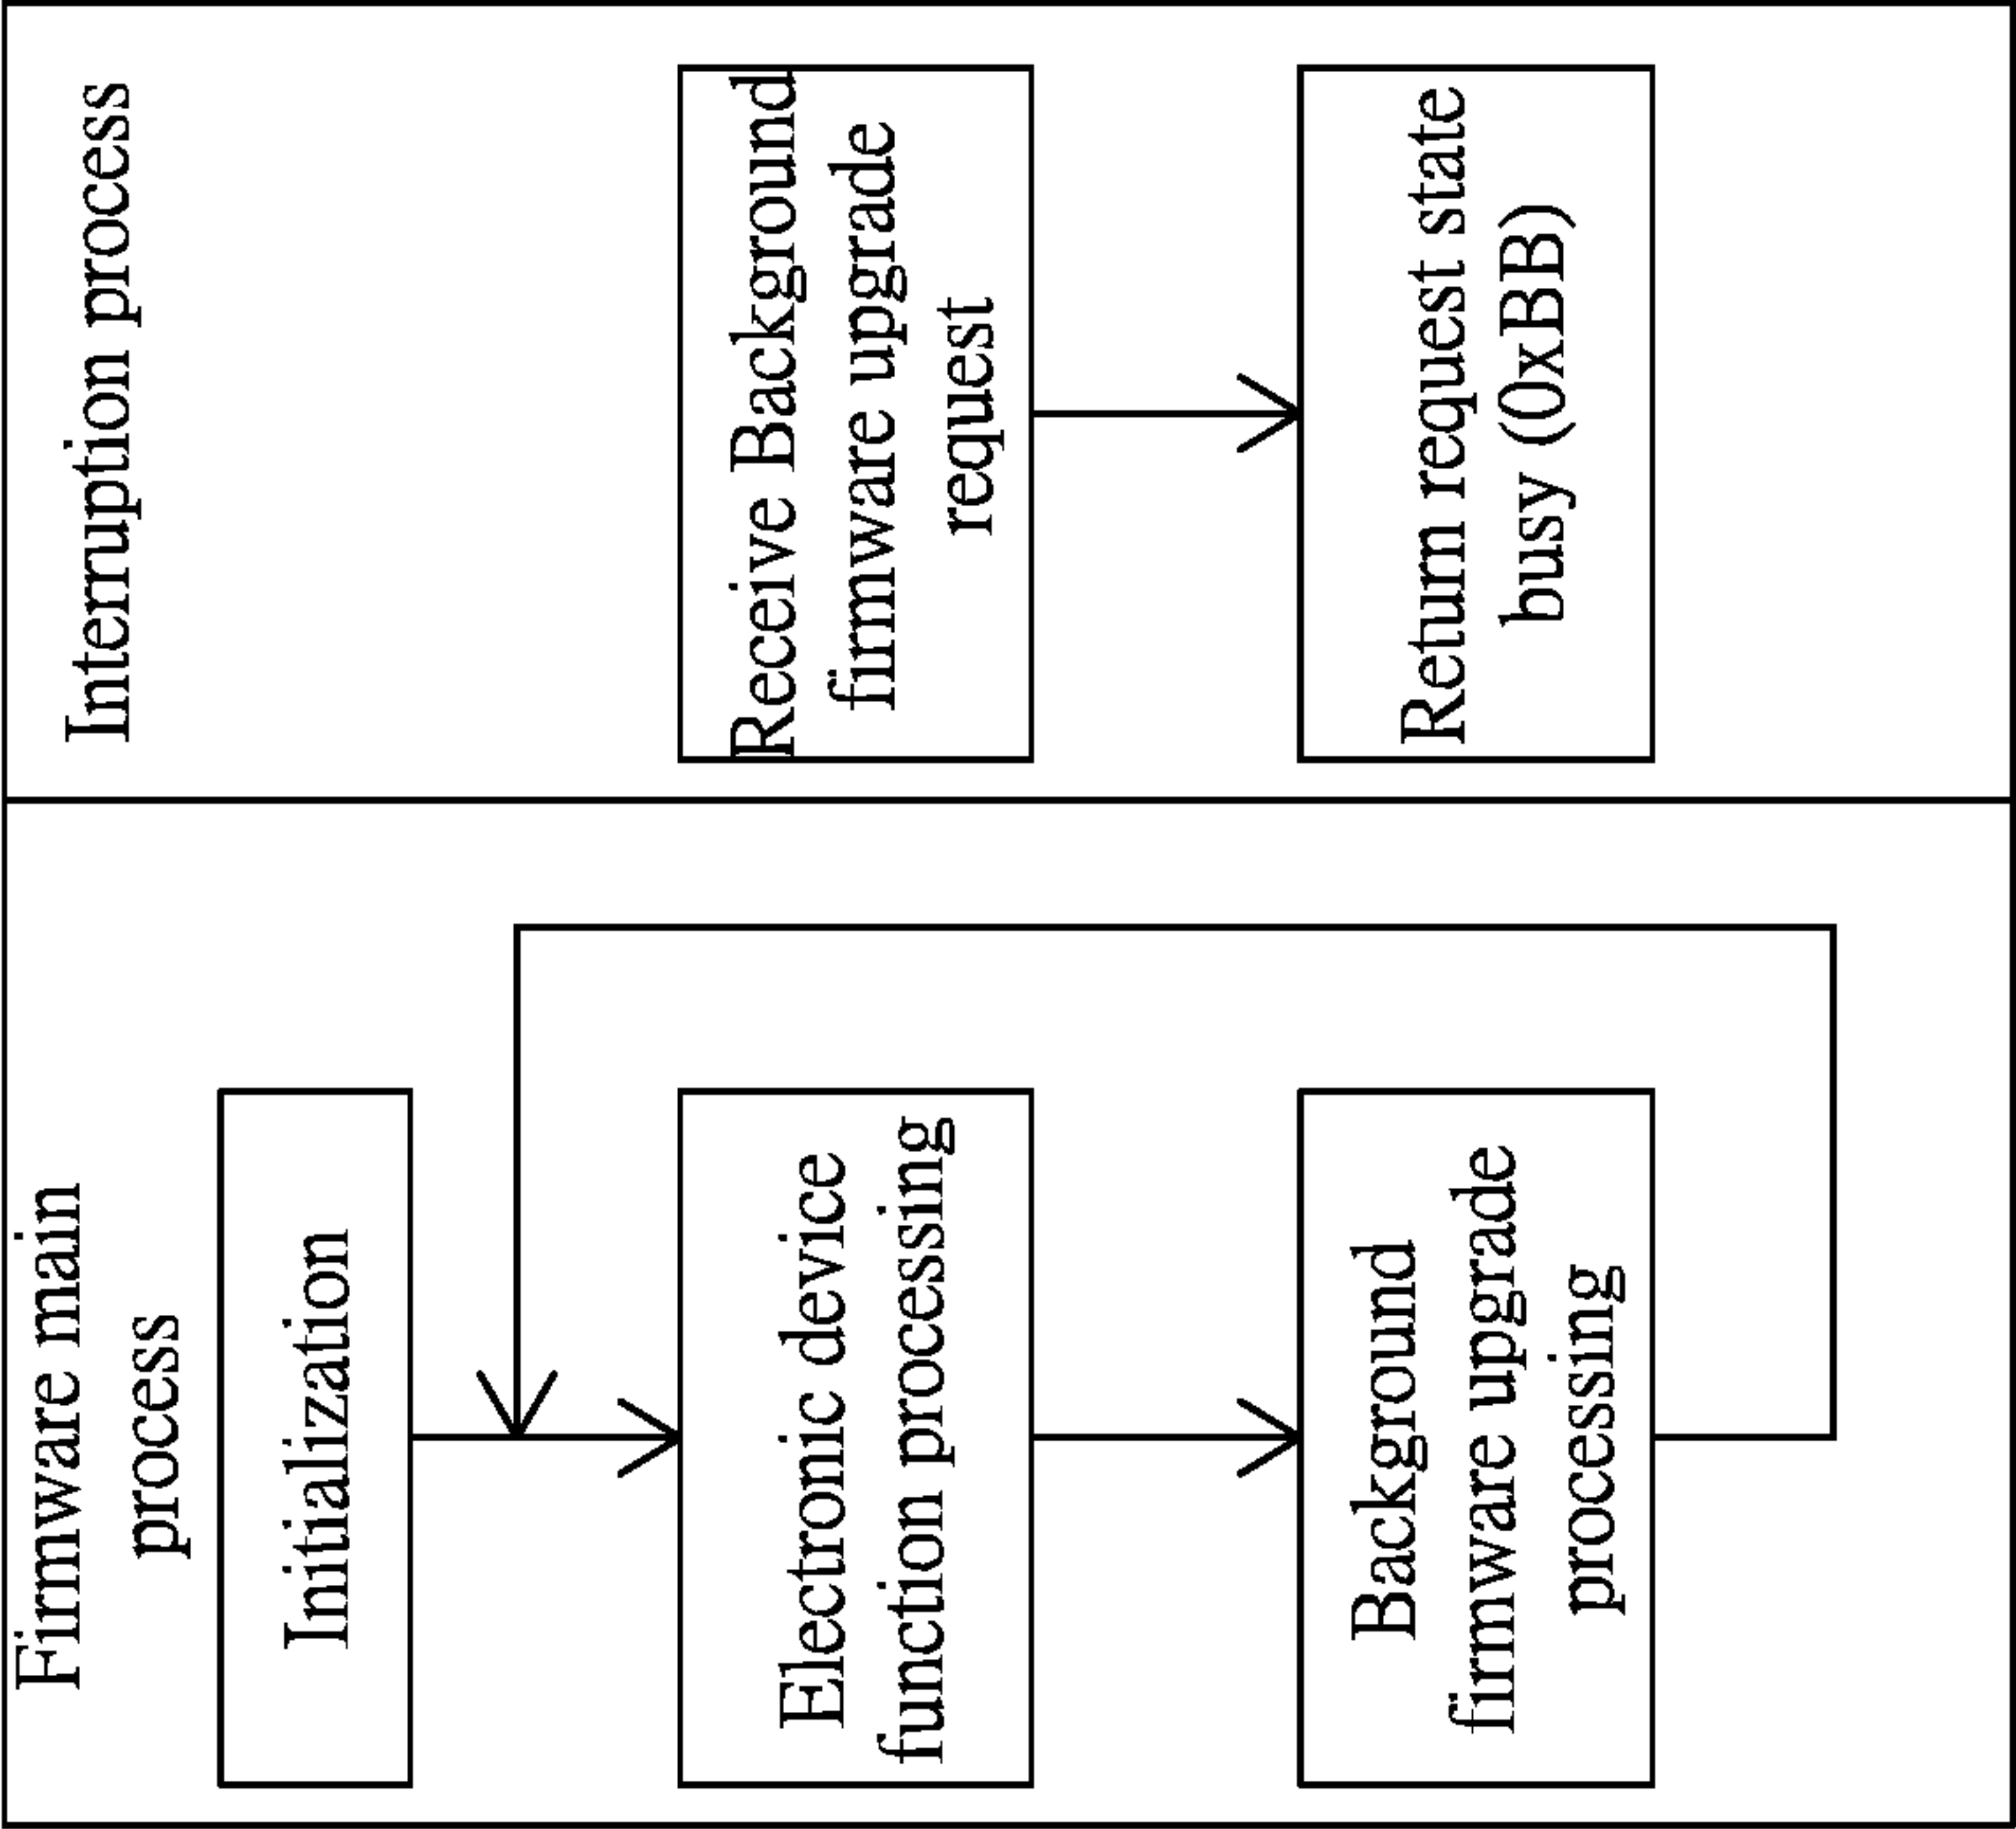 Firmware main
process
Initialization
Electronic device
function processing
Background
firmware upgrade
processing
Interruption process
Receive Background
firmware upgrade
request
Return request state
busy (0xBB)